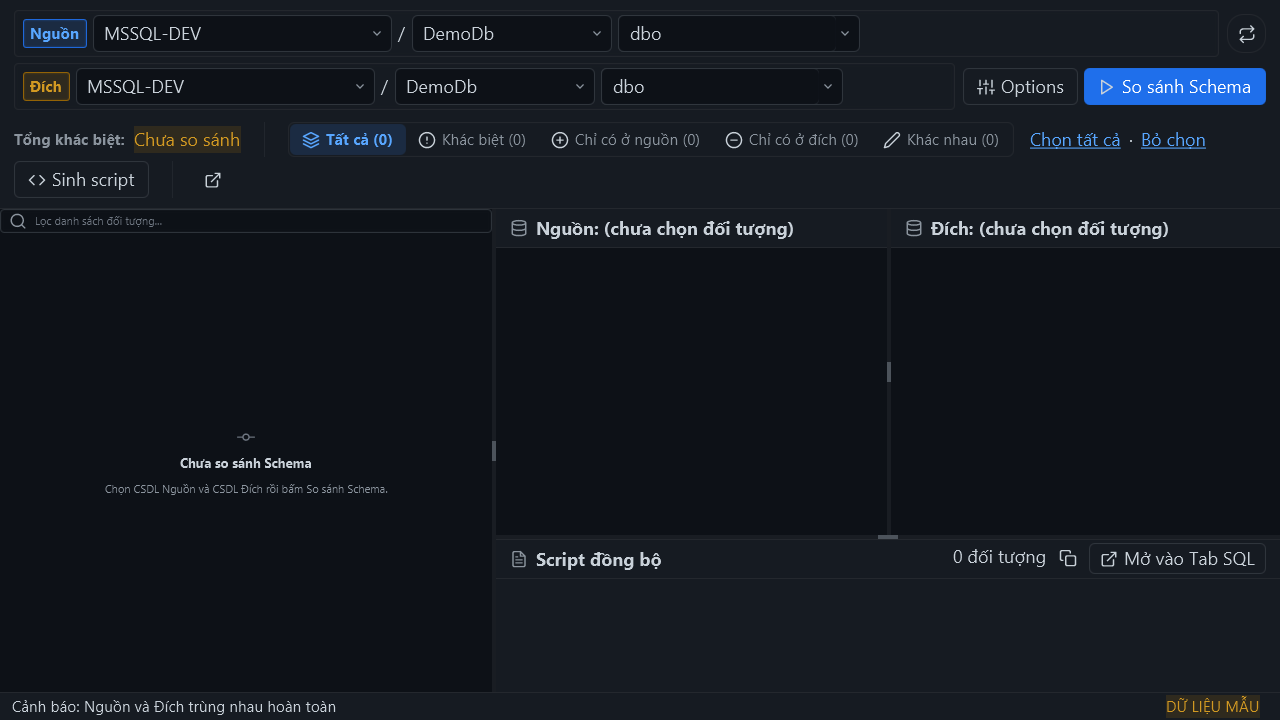 Nguồn MSSQL-DEV / DemoDb dbo
Đích MSSQL-DEV / DemoDb dbo Options So sánh Schema
Tổng khác biệt: Chưa so sánh Tất cả (0) Khác biệt (0) Chỉ có ở nguồn (0) Chỉ có ở đích (0) Khác nhau (0) Chọn tất cả · Bỏ chọn
Sinh script
Lọc danh sách đối tượng...
Nguồn: (chưa chọn đối tượng) Đích: (chưa chọn đối tượng)
Chưa so sánh Schema
Chọn CSDL Nguồn và CSDL Đích rồi bấm So sánh Schema.
Script đồng bộ 0 đối tượng Mở vào Tab SQL
Cảnh báo: Nguồn và Đích trùng nhau hoàn toàn DỮ LIỆU MẪU